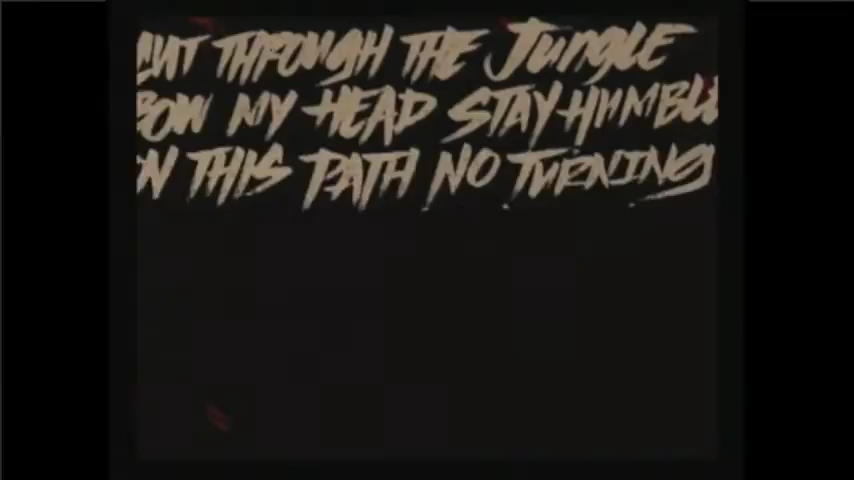 CUT THROUGH THE JUNGLE
BOW MY HEAD STAY HUMBLE
ON THIS PATH NO TURNING